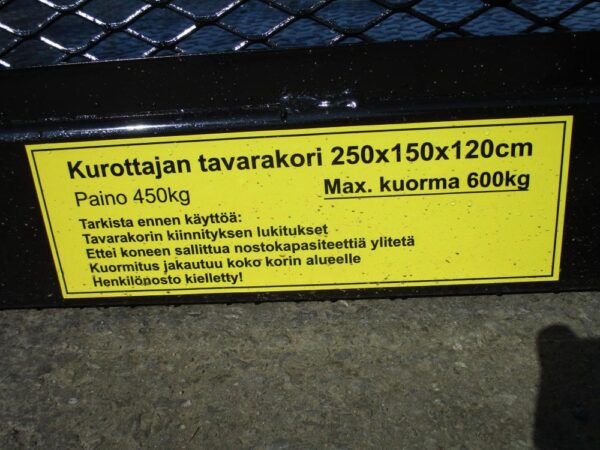 Kurottajan tavarakori 250x150x120cm
Paino 450kg
Max. kuorma 600kg
Tarkista ennen käyttöä:
Tavarakorin kiinnityksen lukitukset
Ettei koneen sallittua nostokapasiteettiä ylitetä
Kuormitus jakautuu koko korin alueelle
Henkilönosto kielletty!